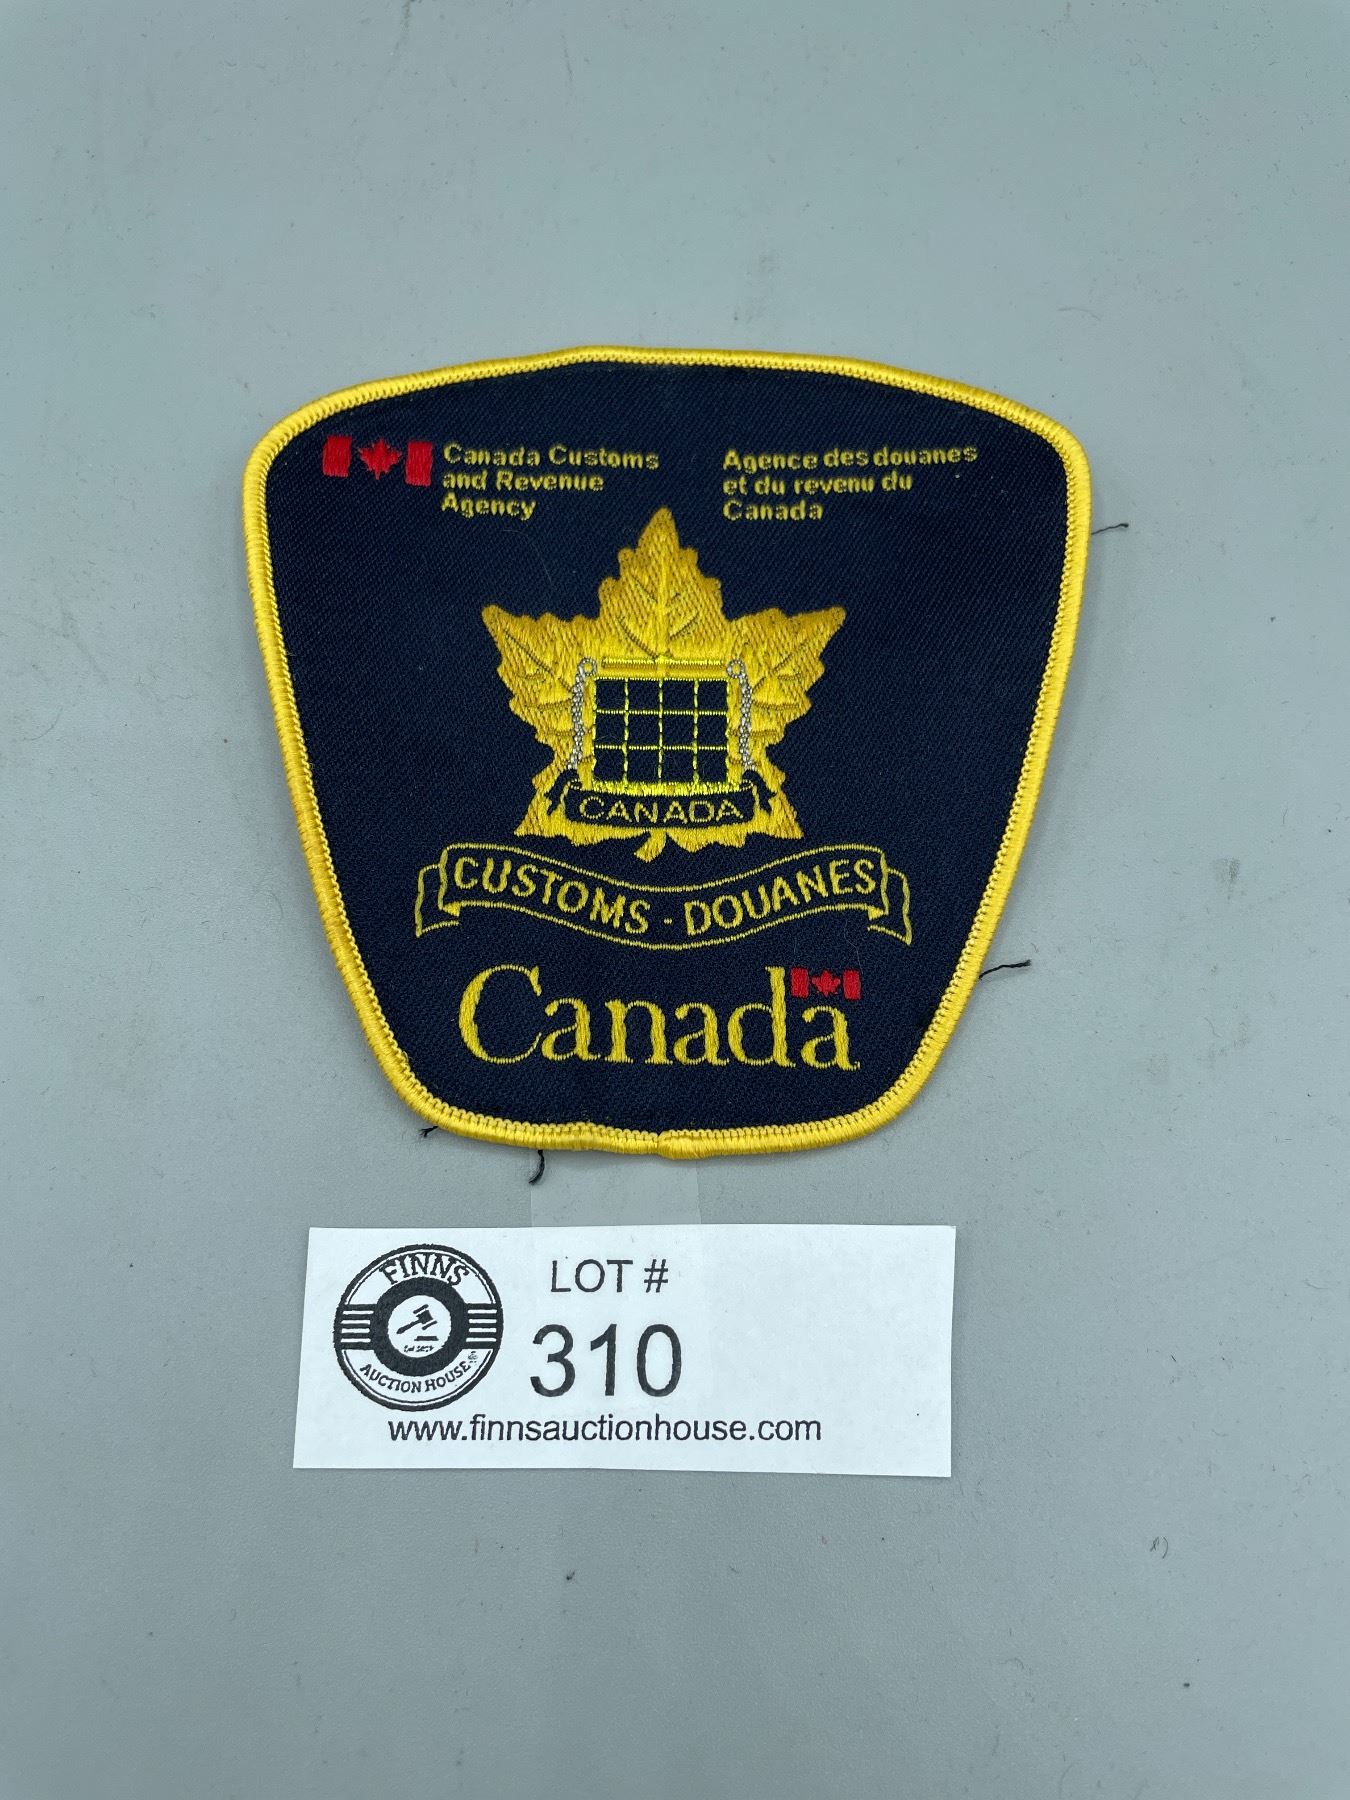 Canada Customs
and Revenue
Agency
Agence des douanes
et du revenu du
Canada
CANADA
CUSTOMS - DOUANES
Canada
FINNS
AUCTION HOUSE
LOT #
310
www.finnsauctionhouse.com